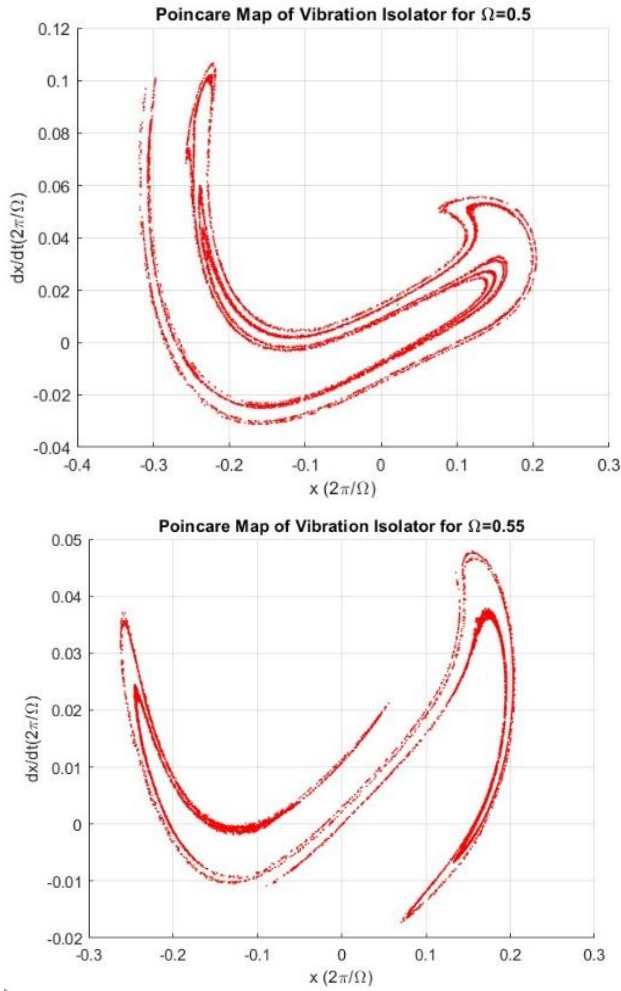 Poincare Map of Vibration Isolator for Ω=0.5
0.12
0.1
0.08
0.06
0.04
0.02
0
-0.02
-0.04
dx/dt(2π/Ω)
-0.4 -0.3 -0.2 -0.1 0 0.1 0.2 0.3
x (2π/Ω)
Poincare Map of Vibration Isolator for Ω=0.55
0.05
0.04
0.03
0.02
0.01
0
-0.01
-0.02
dx/dt(2π/Ω)
-0.3 -0.2 -0.1 0 0.1 0.2 0.3
x (2π/Ω)